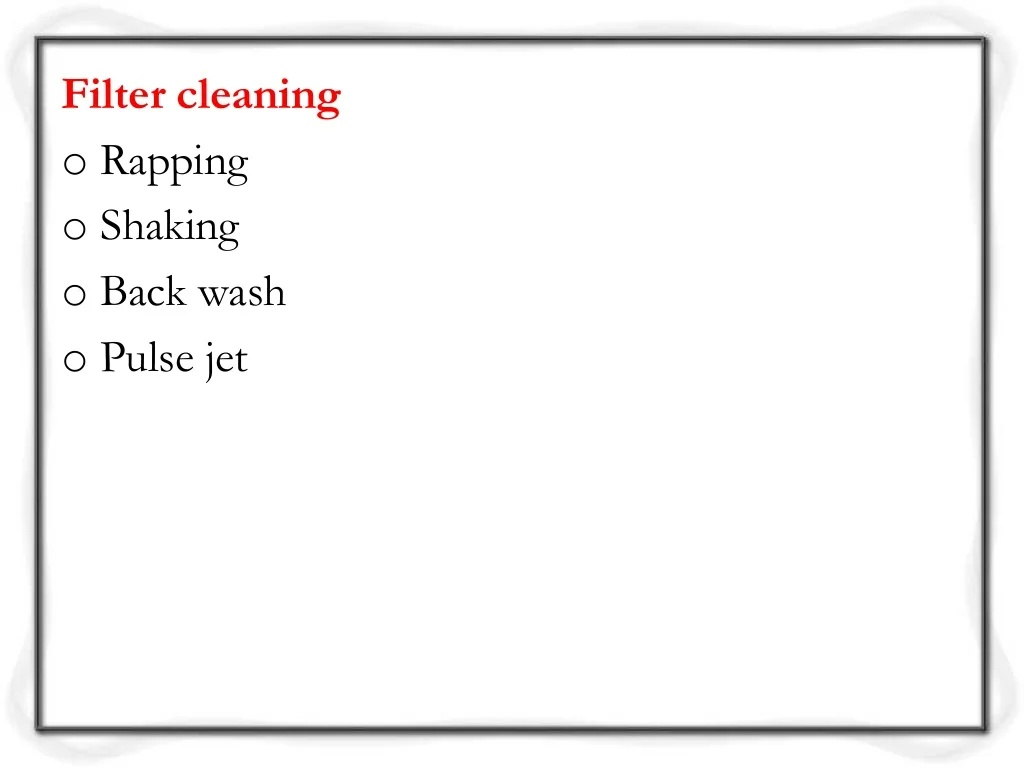 Filter cleaning
o Rapping
o Shaking
o Back wash
o Pulse jet